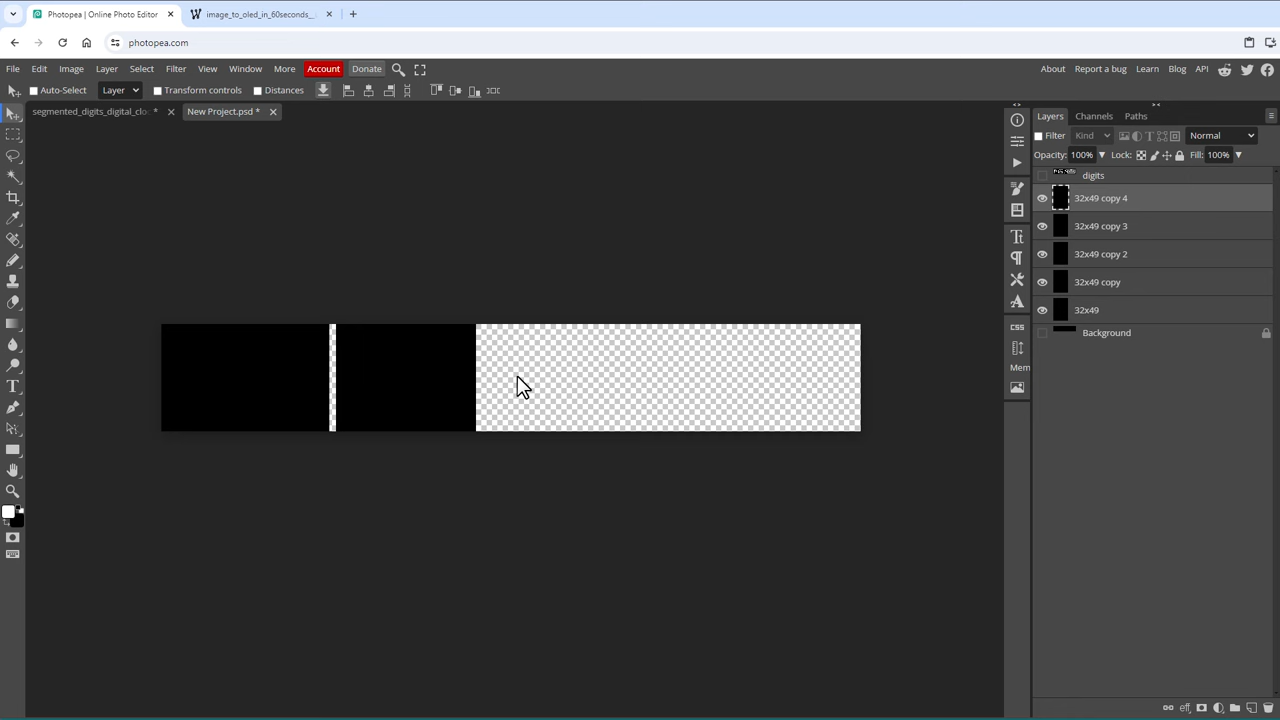 Photopea | Online Photo Editor
image_to_oled_in_60seconds_
photopea.com
File Edit Image Layer Select Filter View Window More Account Donate
About Report a bug Learn Blog API
Auto-Select Layer Transform controls Distances
segmented_digits_digital_clo *
New Project.psd *
Layers Channels Paths
Filter Kind Normal
Opacity: 100% Lock: Fill: 100%
digits
32x49 copy 4
32x49 copy 3
32x49 copy 2
32x49 copy
32x49
Background
CSS
Mem
eff